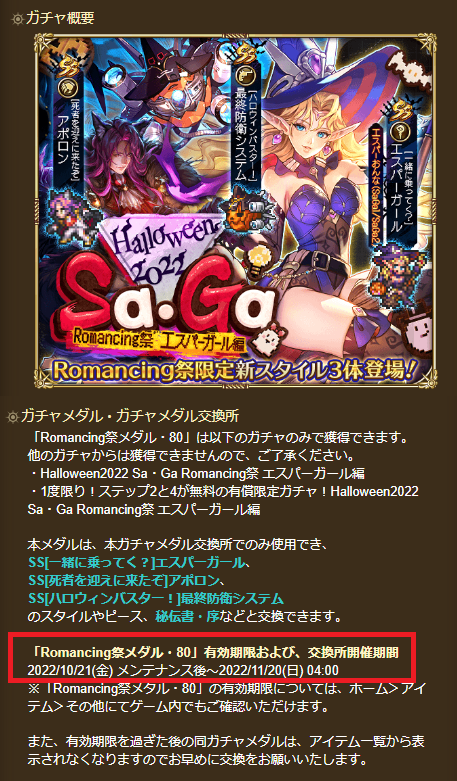 ガチャ概要
SS
[死者を迎えに来たぞ]
アポロン
SS
[ハロウィンバスター！]
最終防衛システム
SS
[一緒に乗ってく？]
エスパーガール
エスパーおんな(SaGa1/SaGa2)
Halloween
2022
Sa・Ga
Romancing祭 エスパーガール編
Romancing祭限定新スタイル3体登場!
ガチャメダル・ガチャメダル交換所
「Romancing祭メダル・80」は以下のガチャのみで獲得できます。
他のガチャからは獲得できませんので、ご了承ください。
・Halloween2022 Sa・Ga Romancing祭 エスパーガール編
・1度限り！ステップ2と4が無料の有償限定ガチャ！Halloween2022
Sa・Ga Romancing祭 エスパーガール編
本メダルは、本ガチャメダル交換所でのみ使用でき、
SS[一緒に乗ってく？]エスパーガール、
SS[死者を迎えに来たぞ]アポロン、
SS[ハロウィンバスター！]最終防衛システム
のスタイルやピース、秘伝書・序などと交換できます。
「Romancing祭メダル・80」有効期限および、交換所開催期間
2022/10/21(金) メンテナンス後～2022/11/20(日) 04:00
※「Romancing祭メダル・80」の有効期限については、ホーム＞アイ
テム＞その他にてゲーム内でもご確認いただけます。
また、有効期限を過ぎた後の同ガチャメダルは、アイテム一覧から表
示されなくなりますのでお早めに交換をお願いいたします。